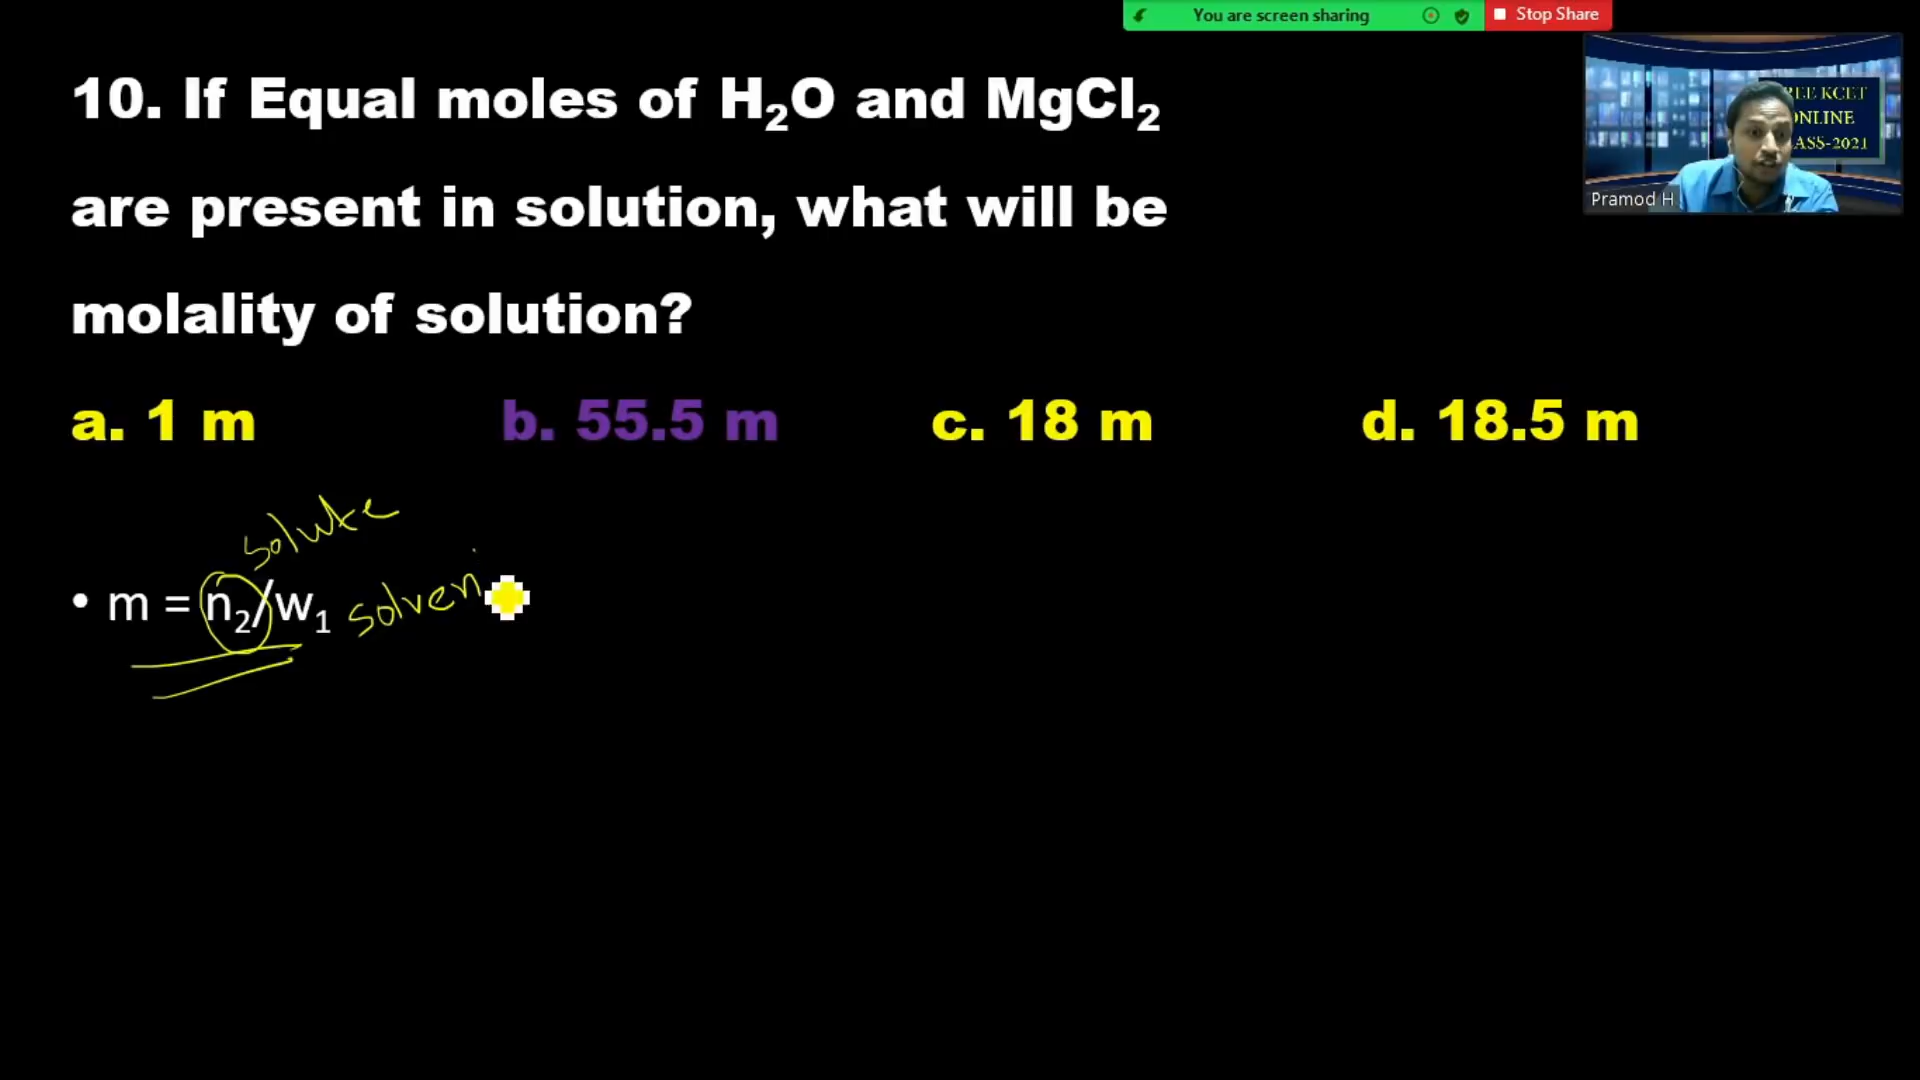 You are screen sharing
Stop Share
10. If Equal moles of H₂O and MgCl₂
are present in solution, what will be
molality of solution?
REE KCET
ONLINE
ASS-2021
Pramod H
a. 1 m b. 55.5 m c. 18 m d. 18.5 m
solute
• m = n₂/w₁ solven